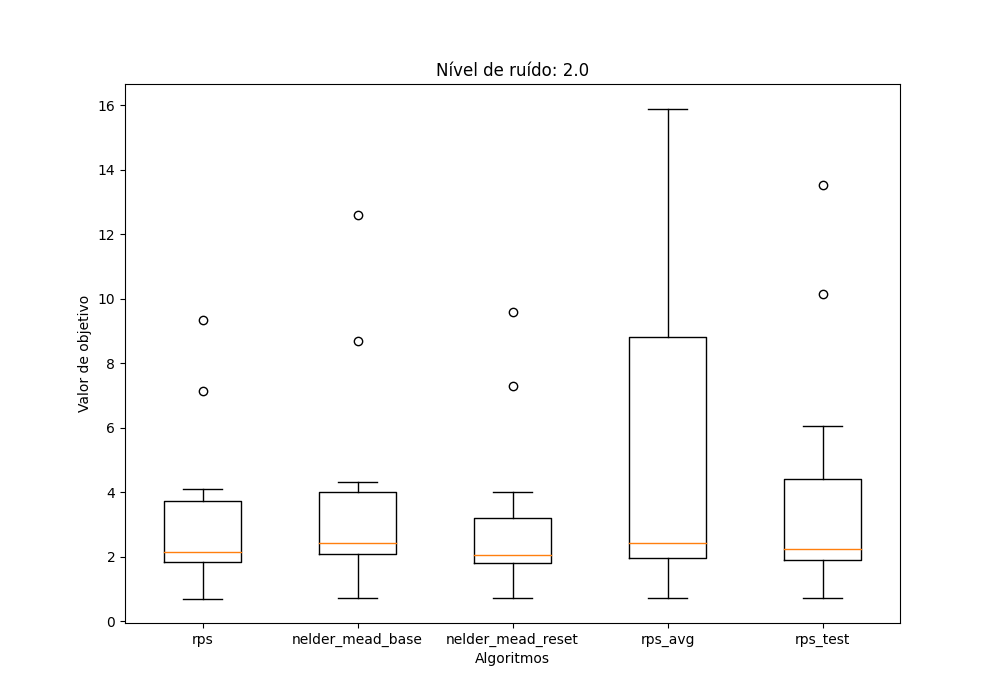 Nível de ruído: 2.0
16
14
12
10
8
6
4
2
0
Valor de objetivo
rps nelder_mead_base nelder_mead_reset rps_avg rps_test
Algoritmos